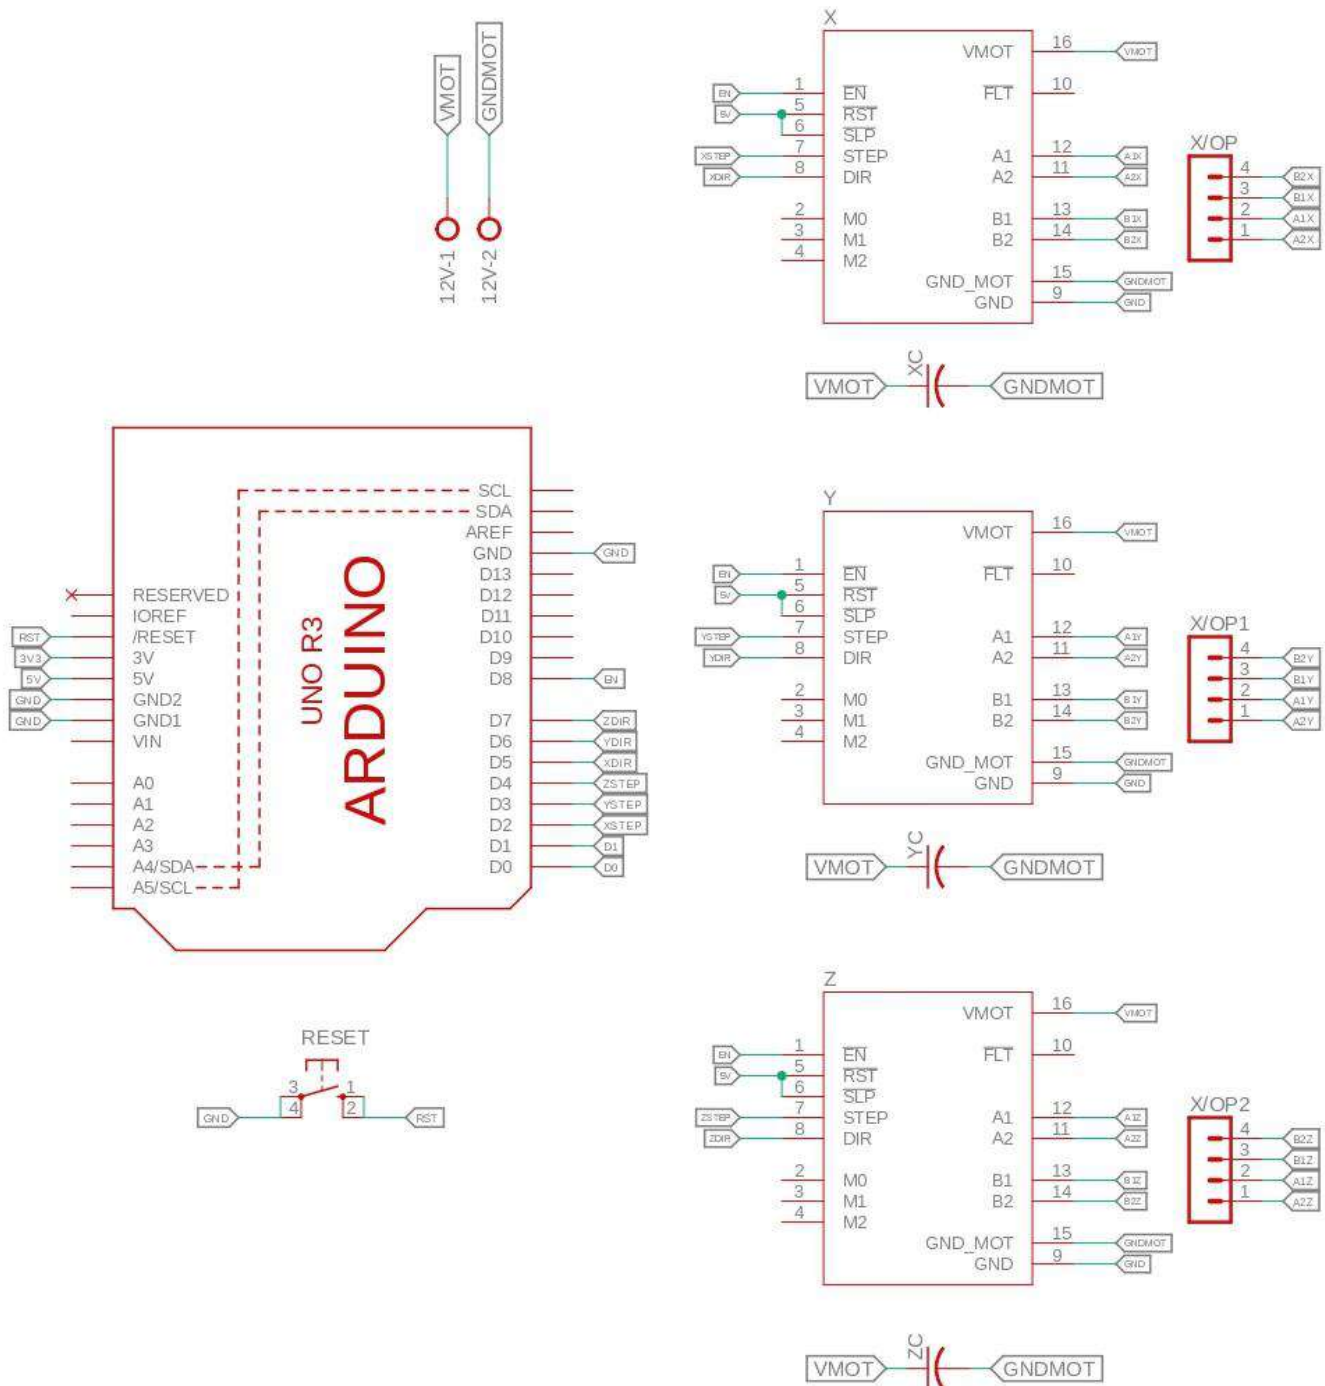 VMOT
GNDMOT
12V-1
12V-2
ARDUINO
UNO R3
RESERVED
IOREF
RST /RESET
3V3 3V
5V 5V
GND GND2
GND GND1
VIN
A0
A1
A2
A3
A4/SDA
A5/SCL
SCL
SDA
AREF
GND GND
D13
D12
D11
D10
D9
D8 EN
D7 ZDIR
D6 YDIR
D5 XDIR
D4 ZSTEP
D3 YSTEP
D2 XSTEP
D1 D1
D0 D0
RESET
3 1
4 2
GND RST
X
VMOT 16 VMOT
EN 1 EN FLT 10
5V 5 RST
6 SLP
XSTEP 7 STEP A1 12 A1X
XDIR 8 DIR A2 11 A2X
2 M0 B1 13 B1X
3 M1 B2 14 B2X
4 M2
GND_MOT 15 GNDMOT
GND 9 GND
X/OP
4 B2X
3 B1X
2 A1X
1 A2X
XC
VMOT GNDMOT
Y
VMOT 16 VMOT
EN 1 EN FLT 10
5V 5 RST
6 SLP
YSTEP 7 STEP A1 12 A1Y
YDIR 8 DIR A2 11 A2Y
2 M0 B1 13 B1Y
3 M1 B2 14 B2Y
4 M2
GND_MOT 15 GNDMOT
GND 9 GND
X/OP1
4 B2Y
3 B1Y
2 A1Y
1 A2Y
YC
VMOT GNDMOT
Z
VMOT 16 VMOT
EN 1 EN FLT 10
5V 5 RST
6 SLP
ZSTEP 7 STEP A1 12 A1Z
ZDIR 8 DIR A2 11 A2Z
2 M0 B1 13 B1Z
3 M1 B2 14 B2Z
4 M2
GND_MOT 15 GNDMOT
GND 9 GND
X/OP2
4 B2Z
3 B1Z
2 A1Z
1 A2Z
ZC
VMOT GNDMOT